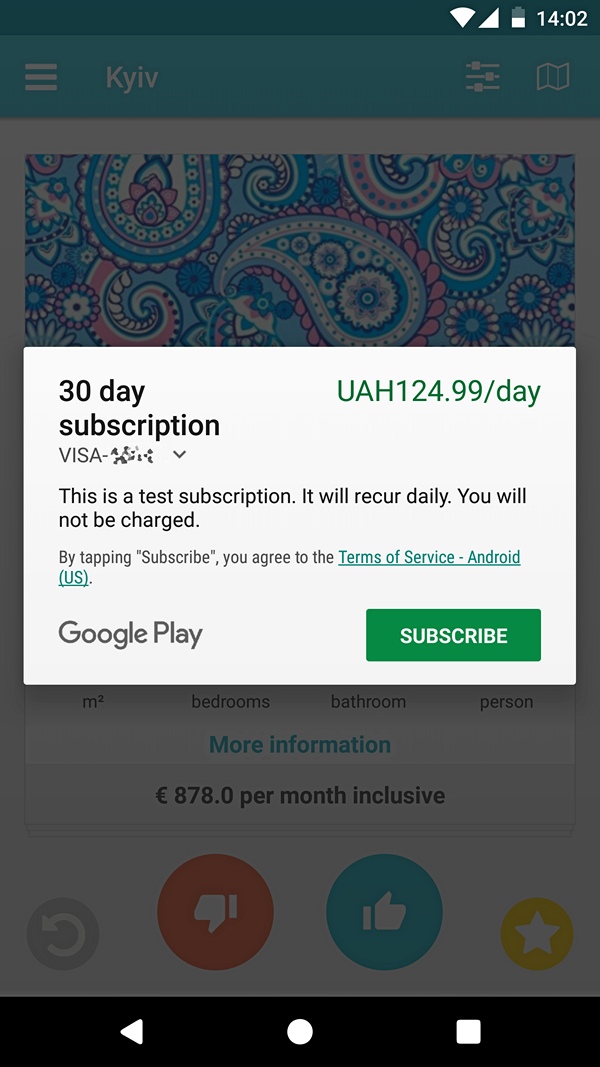 14:02
Kyiv
30 day UAH124.99/day
subscription
VISA-
This is a test subscription. It will recur daily. You will
not be charged.
By tapping "Subscribe", you agree to the Terms of Service - Android
(US).
Google Play SUBSCRIBE
m² bedrooms bathroom person
More information
€ 878.0 per month inclusive